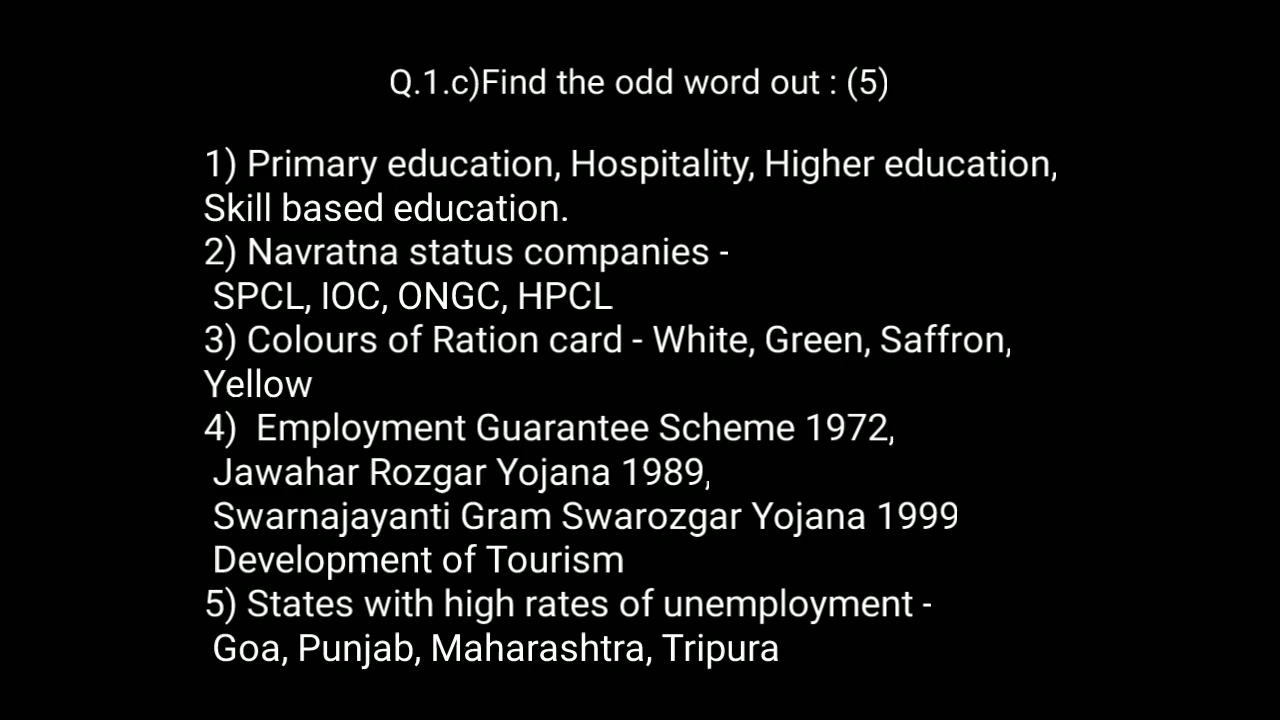 Q.1.c)Find the odd word out : (5)
1) Primary education, Hospitality, Higher education,
Skill based education.
2) Navratna status companies -
SPCL, IOC, ONGC, HPCL
3) Colours of Ration card - White, Green, Saffron,
Yellow
4) Employment Guarantee Scheme 1972,
Jawahar Rozgar Yojana 1989,
Swarnajayanti Gram Swarozgar Yojana 1999
Development of Tourism
5) States with high rates of unemployment -
Goa, Punjab, Maharashtra, Tripura